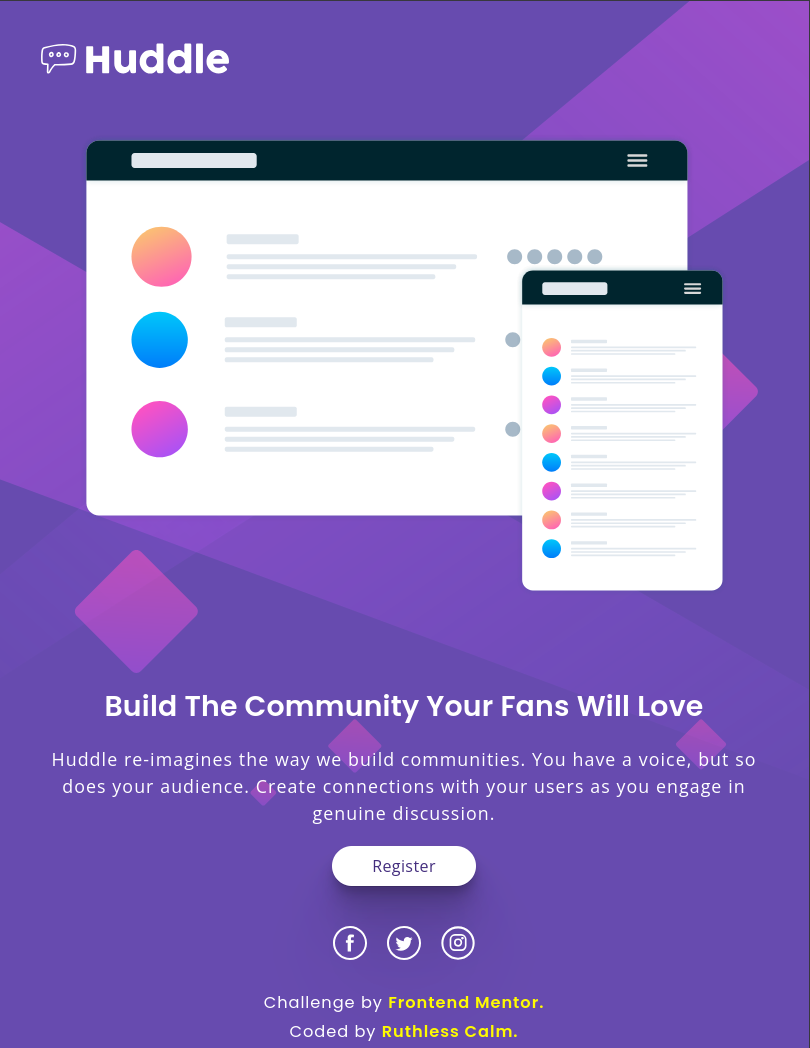 Huddle
Build The Community Your Fans Will Love
Huddle re-imagines the way we build communities. You have a voice, but so
does your audience. Create connections with your users as you engage in
genuine discussion.
Register
Challenge by Frontend Mentor.
Coded by Ruthless Calm.